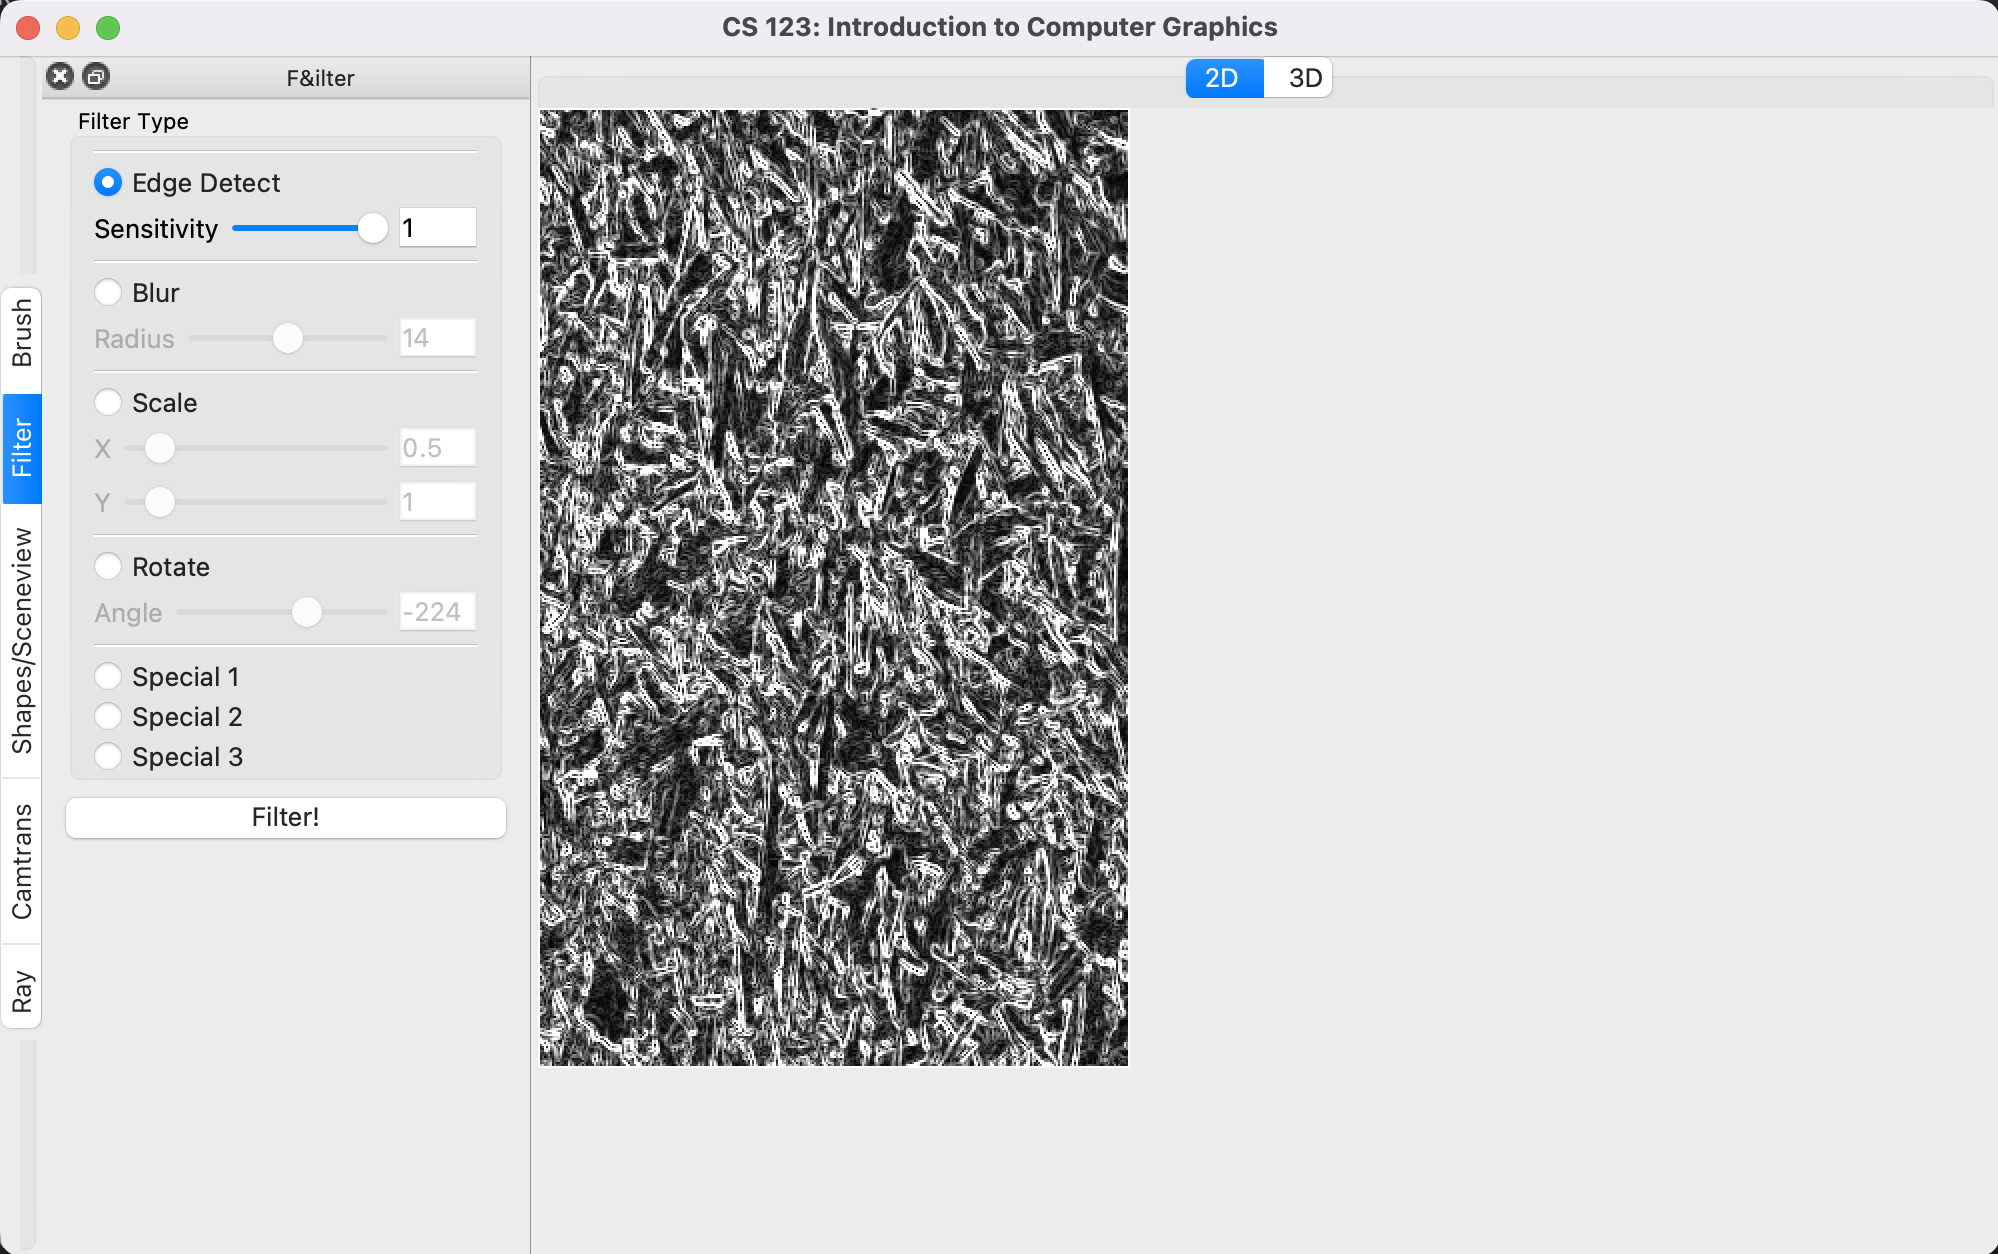 CS 123: Introduction to Computer Graphics
F&ilter
2D
3D
Filter Type
Edge Detect
Sensitivity
1
Blur
Radius
14
Scale
X
0.5
Y
1
Rotate
Angle
-224
Special 1
Special 2
Special 3
Filter!
Brush
Filter
Shapes/Sceneview
Camtrans
Ray